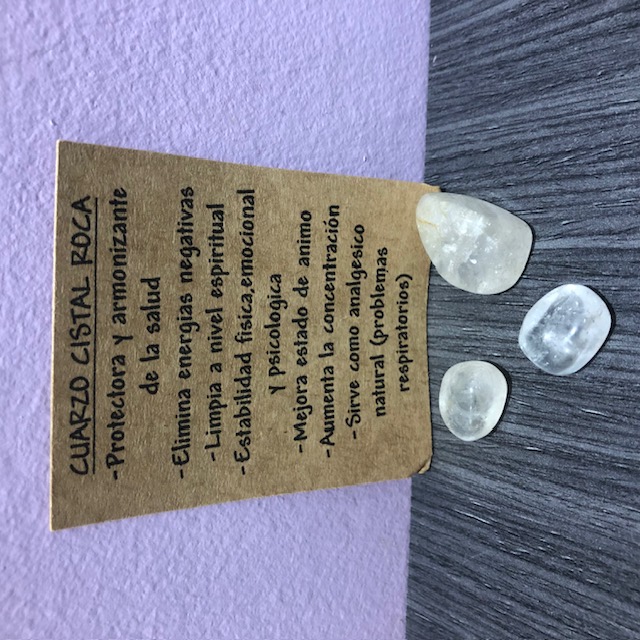 CUARZO CISTAL ROCA
-Protectora y armonizante
de la salud
-Elimina energías negativas
-Limpia a nivel espiritual
-Estabilidad física,emocional
y psicologica
-Mejora estado de animo
-Aumenta la concentración
-Sirve como analgesico
natural (problemas
respiratorios)